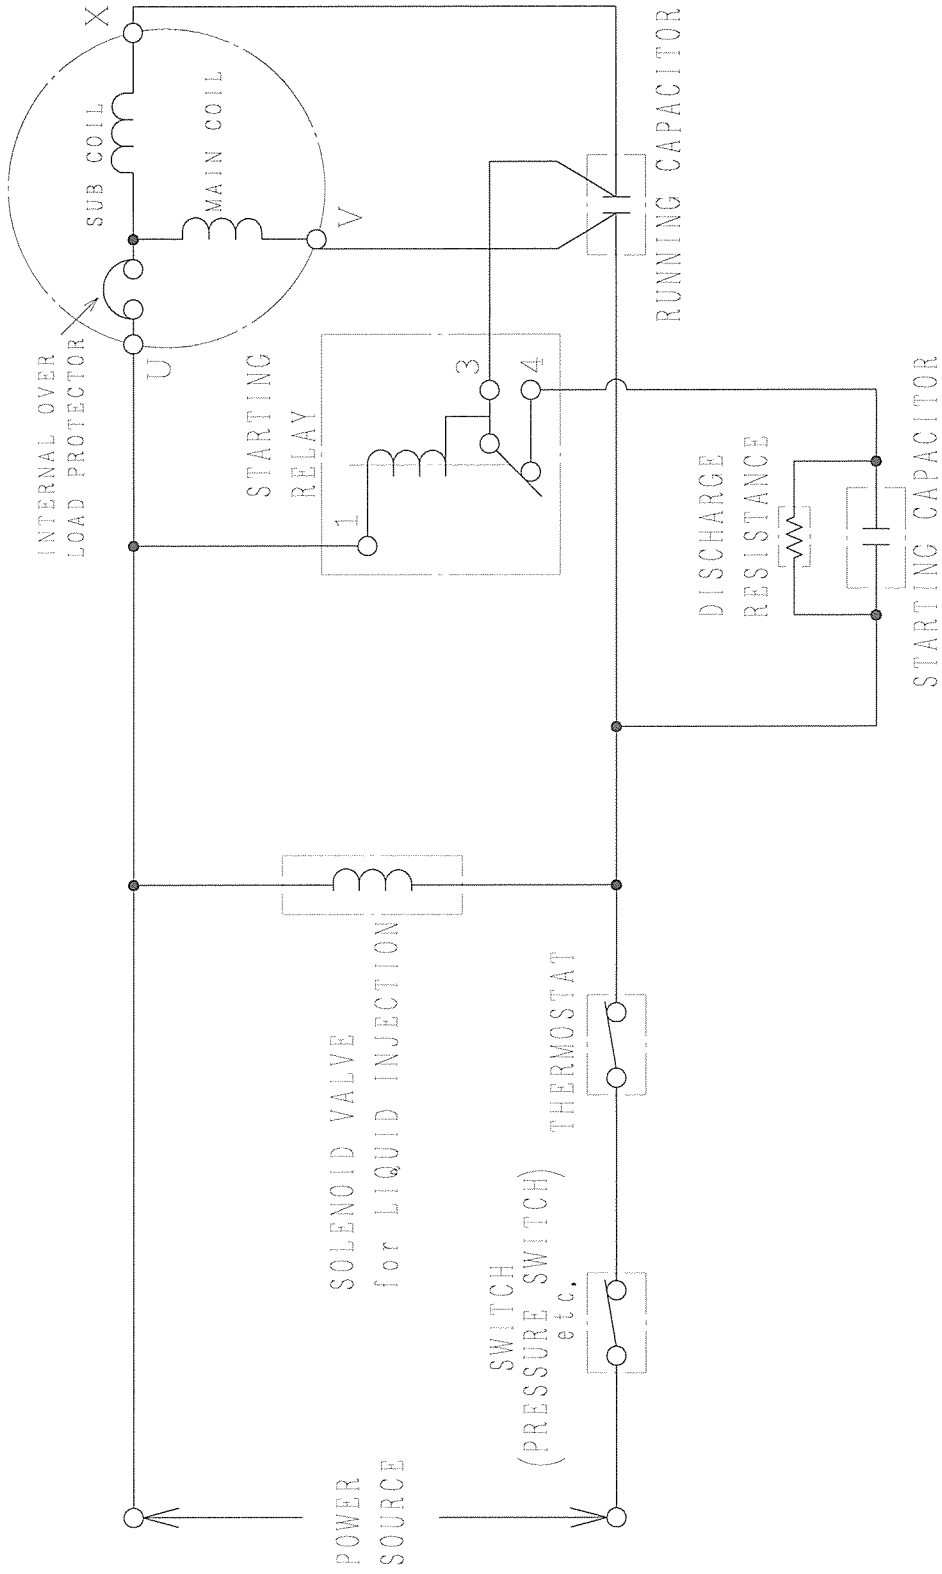 POWER
SOURCE
SWITCH
(PRESSURE SWITCH)
etc.
THERMOSTAT
SOLENOID VALVE
for LIQUID INJECTION
STARTING
RELAY
1
3
4
DISCHARGE
RESISTANCE
STARTING CAPACITOR
RUNNING CAPACITOR
INTERNAL OVER
LOAD PROTECTOR
U
SUB COIL
MAIN COIL
V
X